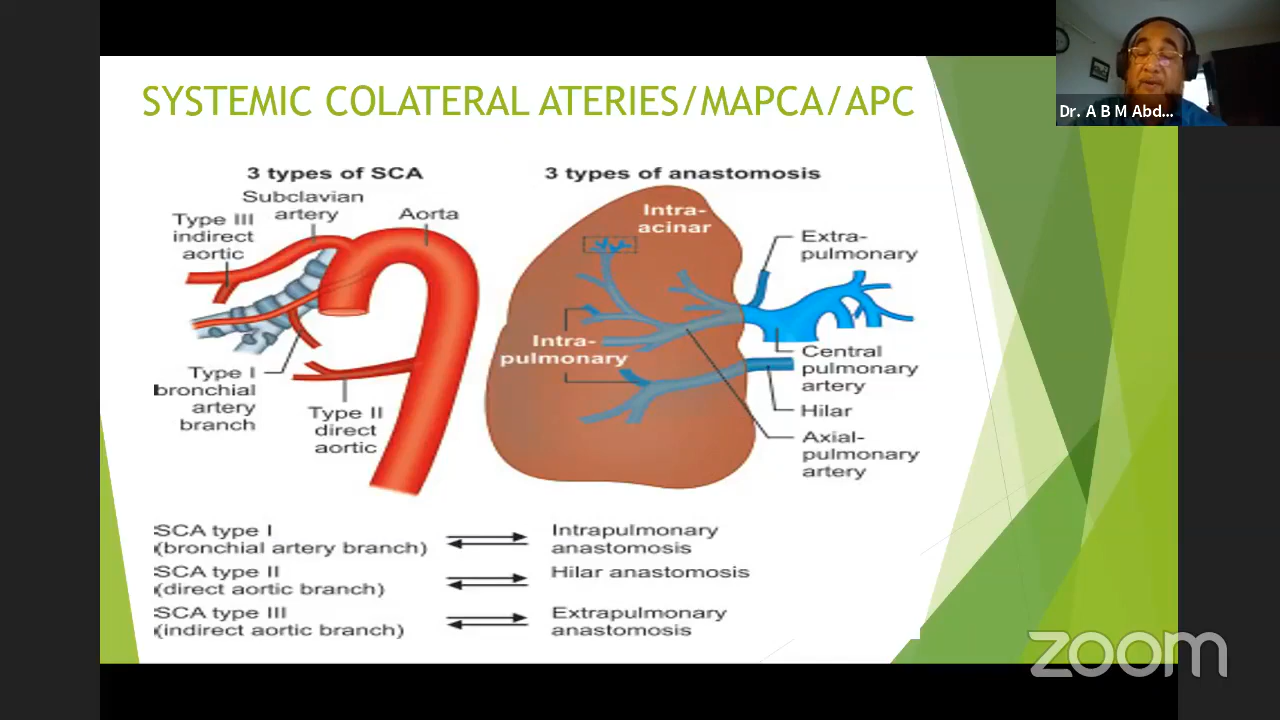 SYSTEMIC COLATERAL ATERIES/MAPCA/APC
Dr. A B M Abd...
3 types of SCA
Subclavian
artery
Aorta
Type III
indirect
aortic
Type I
bronchial
artery
branch
Type II
direct
aortic
3 types of anastomosis
Intra-
acinar
Extra-
pulmonary
Intra-
pulmonary
Central
pulmonary
artery
Hilar
Axial-
pulmonary
artery
SCA type I
(bronchial artery branch)
Intrapulmonary
anastomosis
SCA type II
(direct aortic branch)
Hilar anastomosis
SCA type III
(indirect aortic branch)
Extrapulmonary
anastomosis
zoom